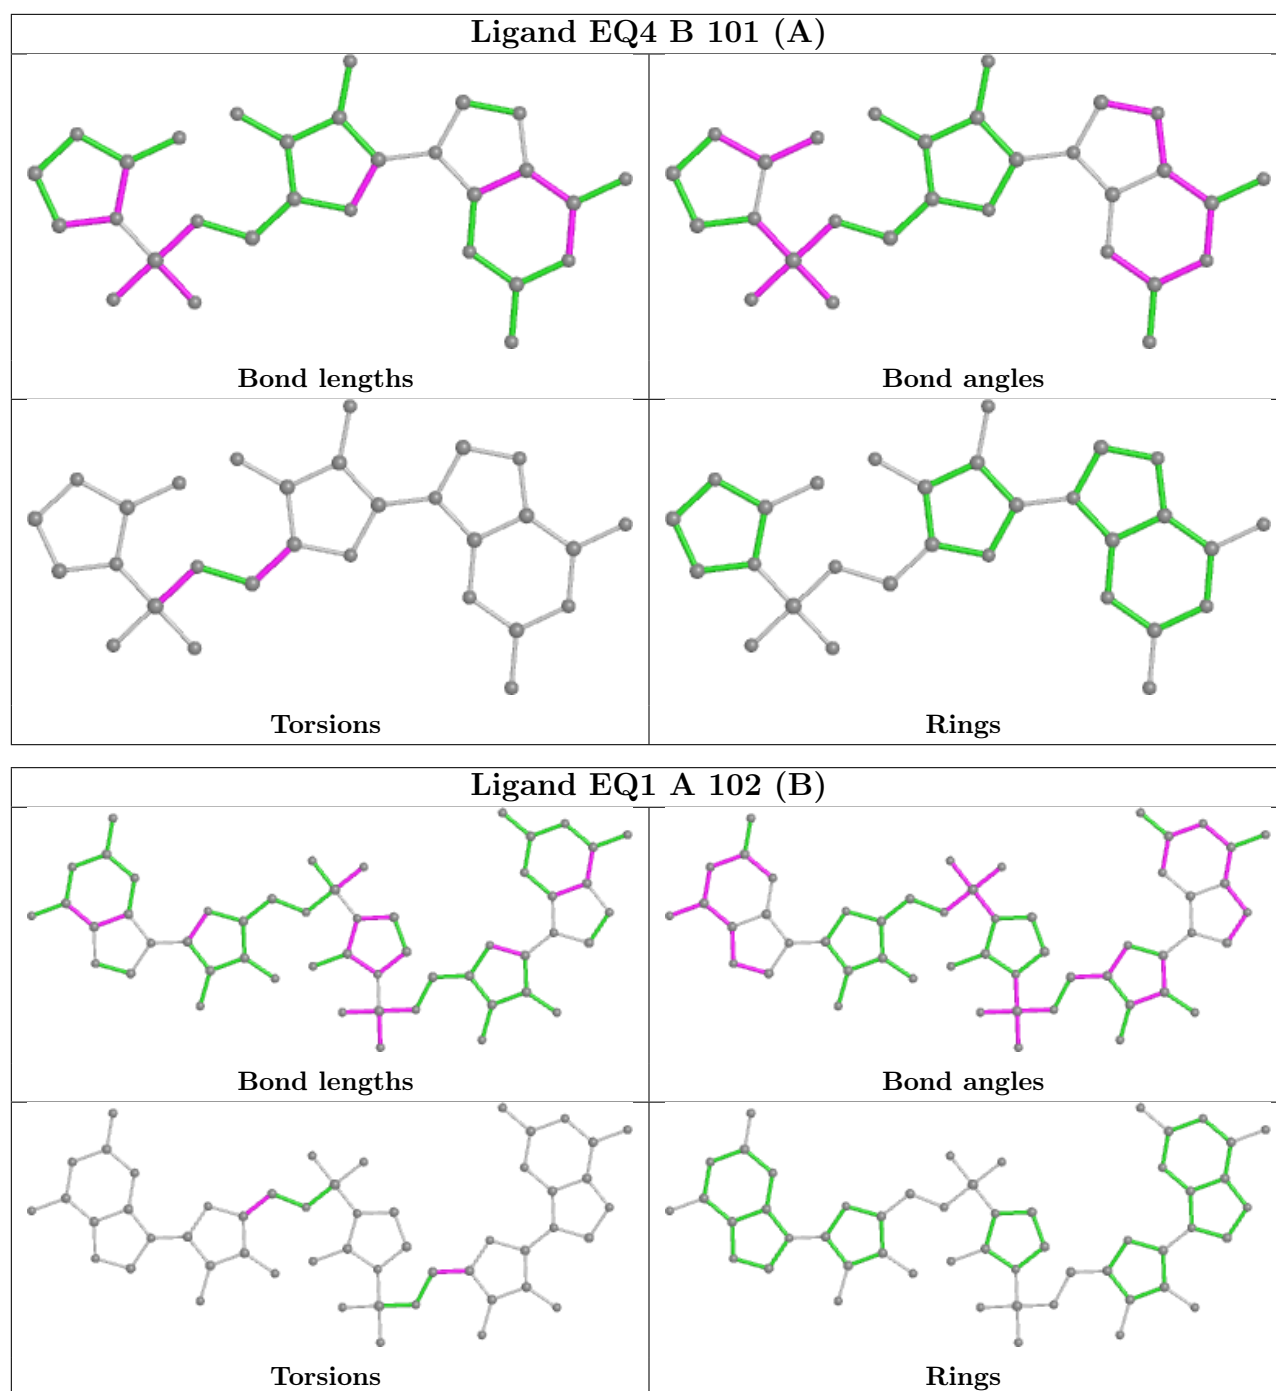 Ligand EQ4 B 101 (A)
Bond lengths
Bond angles
Torsions
Rings
Ligand EQ1 A 102 (B)
Bond lengths
Bond angles
Torsions
Rings